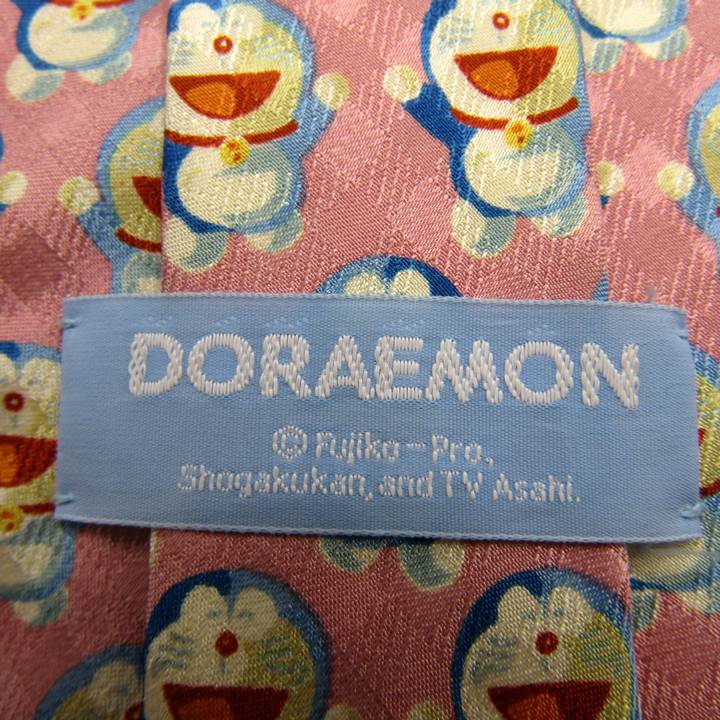 DORAEMON
© Fujiko-Pro,
Shogakukan, and TV Asahi.